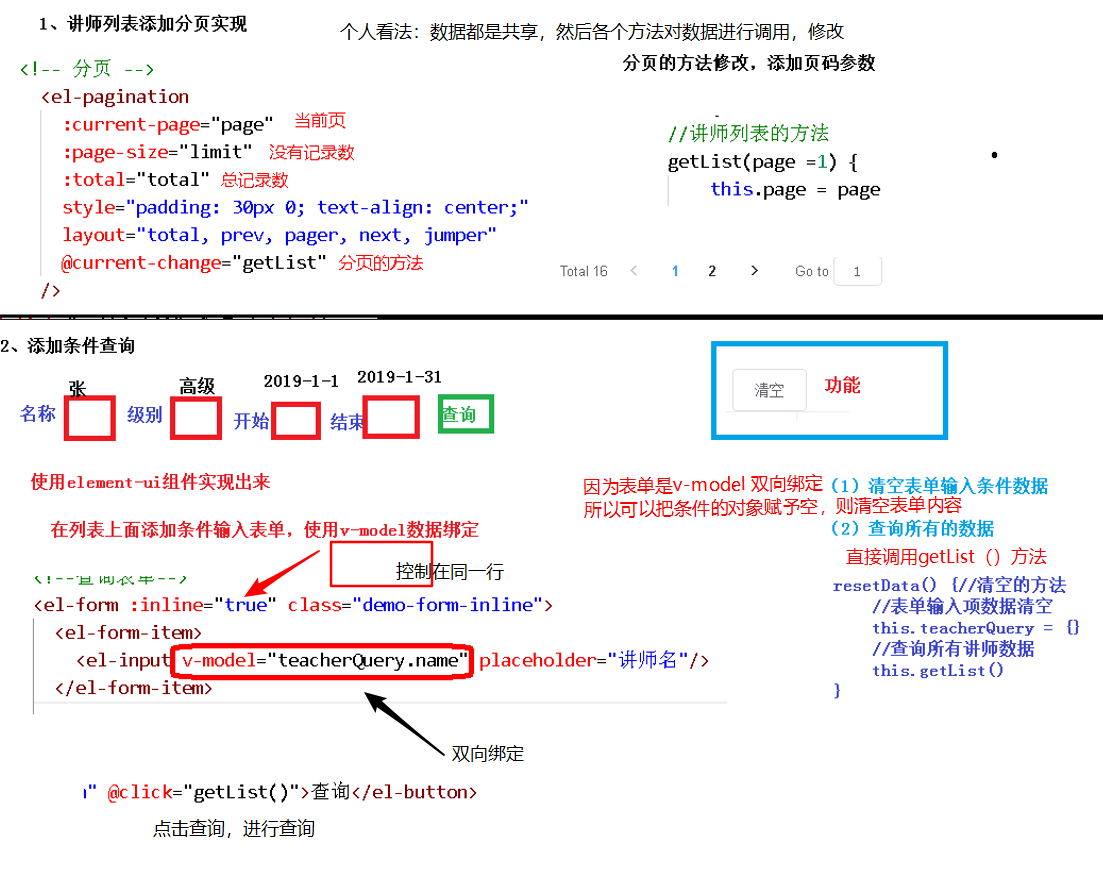 1、讲师列表添加分页实现
个人看法：数据都是共享，然后各个方法对数据进行调用，修改
<!-- 分页 -->
<el-pagination
:current-page="page" 当前页
:page-size="limit" 没有记录数
:total="total" 总记录数
style="padding: 30px 0; text-align: center;"
layout="total, prev, pager, next, jumper"
@current-change="getList" 分页的方法
/>
分页的方法修改，添加页码参数
//讲师列表的方法
getList(page =1) {
this.page = page
Total 16 < 1 2 > Go to 1
2、添加条件查询
张 高级 2019-1-1 2019-1-31
名称 级别 开始 结束 查询
清空 功能
使用element-ui组件实现出来
在列表上面添加条件输入表单，使用v-model数据绑定
控制在同一行
<!--查询表单-->
<el-form :inline="true" class="demo-form-inline">
<el-form-item>
<el-input v-model="teacherQuery.name" placeholder="讲师名"/>
</el-form-item>
双向绑定
" @click="getList()">查询</el-button>
点击查询，进行查询
因为表单是v-model 双向绑定
所以可以把条件的对象赋予空，则清空表单内容
（1）清空表单输入条件数据
（2）查询所有的数据
直接调用getList（）方法
resetData() {//清空的方法
//表单输入项数据清空
this.teacherQuery = {}
//查询所有讲师数据
this.getList()
}